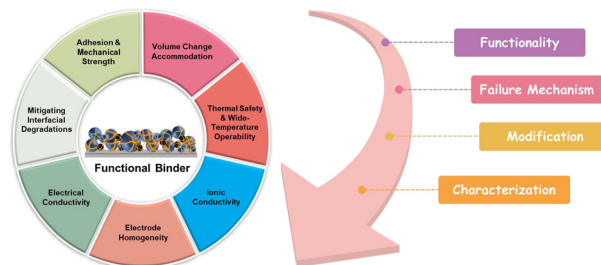 Adhesion &
Mechanical
Strength
Volume Change
Accommodation
Thermal Safety
& Wide-
Temperature
Operability
Ionic
Conductivity
Electrode
Homogeneity
Electrical
Conductivity
Mitigating
Interfacial
Degradations
Functional Binder
Functionality
Failure Mechanism
Modification
Characterization